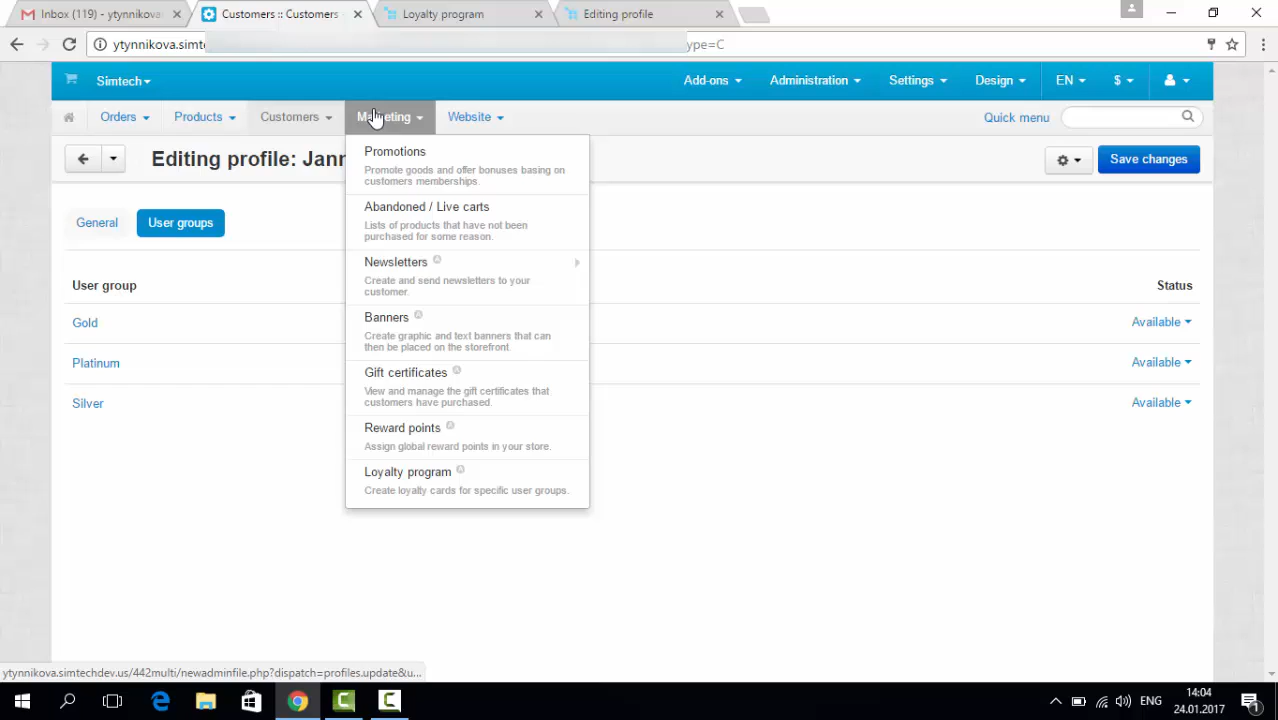 Inbox (119) - ytynnikova
Customers :: Customers
Loyalty program
Editing profile
ytynnikova.simt
ype=C
Simtech
Add-ons
Administration
Settings
Design
EN
$
Orders
Products
Customers
Marketing
Website
Quick menu
Editing profile: Jann
Save changes
General
User groups
User group
Status
Gold
Available
Platinum
Available
Silver
Available
Promotions
Promote goods and offer bonuses basing on
customers memberships.
Abandoned / Live carts
Lists of products that have not been
purchased for some reason.
Newsletters
Create and send newsletters to your
customer.
Banners
Create graphic and text banners that can
then be placed on the storefront.
Gift certificates
View and manage the gift certificates that
customers have purchased.
Reward points
Assign global reward points in your store.
Loyalty program
Create loyalty cards for specific user groups.
ytynnikova.simtechdev.us/442multi/newadminfile.php?dispatch=profiles.update&u...
ENG
14:04
24.01.2017
1